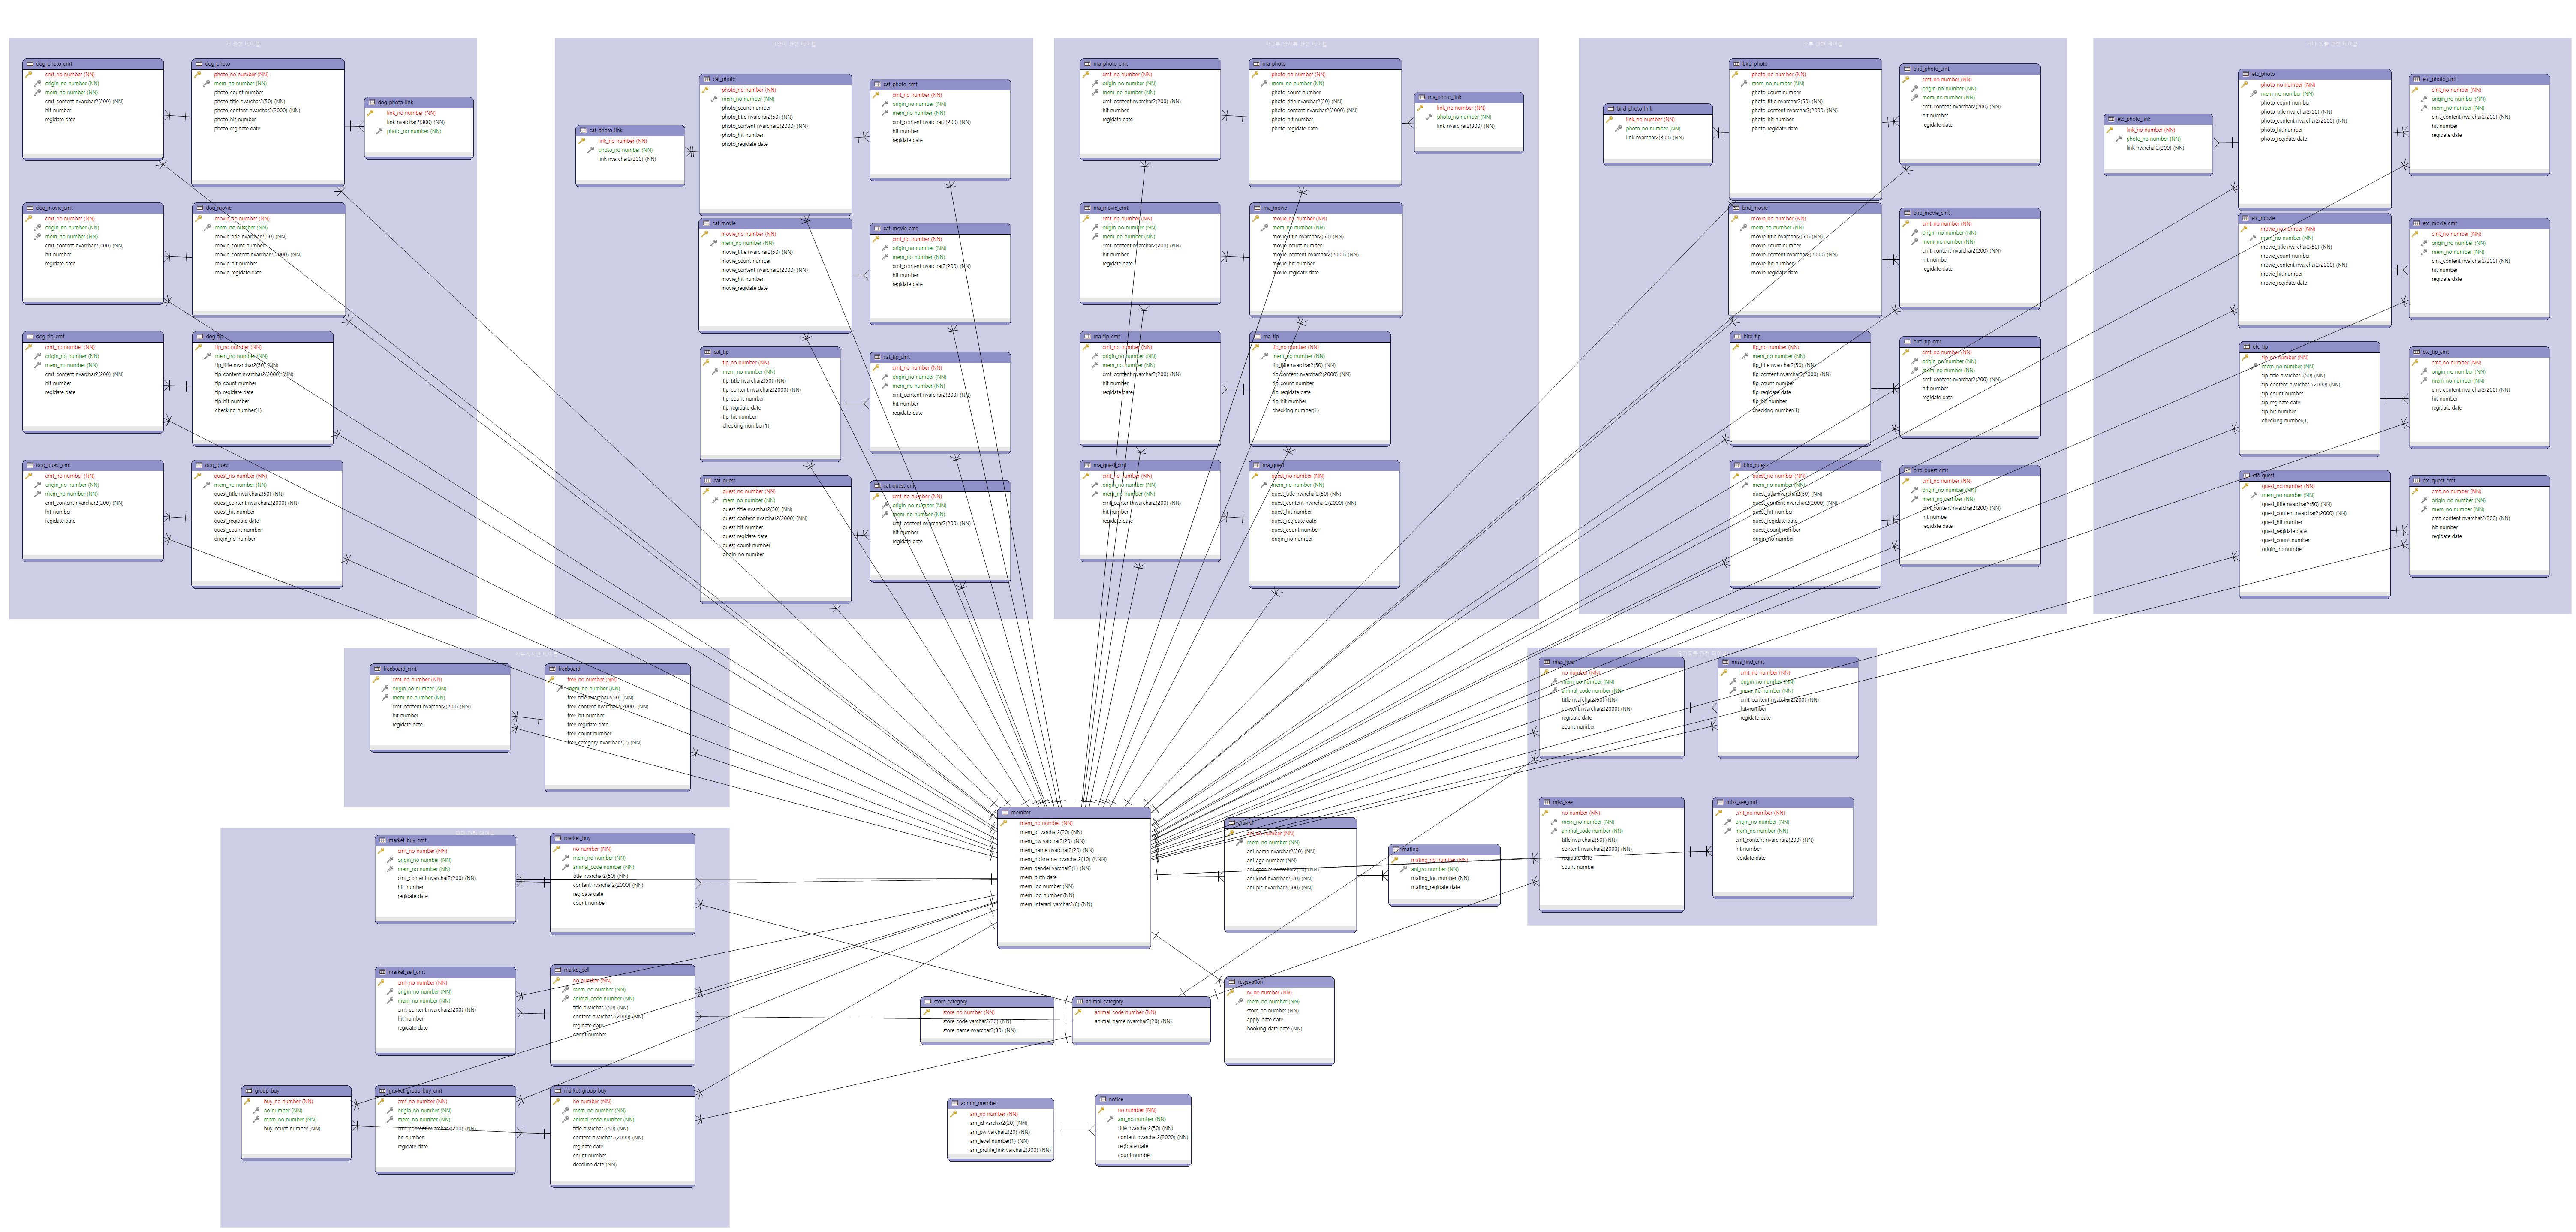 개 관련 테이블
dog_photo_cmt
cmt_no number (NN)
origin_no number (NN)
mem_no number (NN)
cmt_content nvarchar2(200) (NN)
hit number
regidate date
dog_photo
photo_no number (NN)
mem_no number (NN)
photo_count number
photo_title nvarchar2(50) (NN)
photo_content nvarchar2(2000) (NN)
photo_hit number
photo_regidate date
dog_photo_link
link_no number (NN)
link nvarchar2(300) (NN)
photo_no number (NN)
dog_movie_cmt
cmt_no number (NN)
origin_no number (NN)
mem_no number (NN)
cmt_content nvarchar2(200) (NN)
hit number
regidate date
dog_movie
movie_no number (NN)
mem_no number (NN)
movie_title nvarchar2(50) (NN)
movie_count number
movie_content nvarchar2(2000) (NN)
movie_hit number
movie_regidate date
dog_tip_cmt
cmt_no number (NN)
origin_no number (NN)
mem_no number (NN)
cmt_content nvarchar2(200) (NN)
hit number
regidate date
dog_tip
tip_no number (NN)
mem_no number (NN)
tip_title nvarchar2(50) (NN)
tip_content nvarchar2(2000) (NN)
tip_count number
tip_regidate date
tip_hit number
checking number(1)
dog_quest_cmt
cmt_no number (NN)
origin_no number (NN)
mem_no number (NN)
cmt_content nvarchar2(200) (NN)
hit number
regidate date
dog_quest
quest_no number (NN)
mem_no number (NN)
quest_title nvarchar2(50) (NN)
quest_content nvarchar2(2000) (NN)
quest_hit number
quest_regidate date
quest_count number
origin_no number
고양이 관련 테이블
cat_photo_link
link_no number (NN)
photo_no number (NN)
link nvarchar2(300) (NN)
cat_photo
photo_no number (NN)
mem_no number (NN)
photo_count number
photo_title nvarchar2(50) (NN)
photo_content nvarchar2(2000) (NN)
photo_hit number
photo_regidate date
cat_photo_cmt
cmt_no number (NN)
origin_no number (NN)
mem_no number (NN)
cmt_content nvarchar2(200) (NN)
hit number
regidate date
cat_movie
movie_no number (NN)
mem_no number (NN)
movie_title nvarchar2(50) (NN)
movie_count number
movie_content nvarchar2(2000) (NN)
movie_hit number
movie_regidate date
cat_movie_cmt
cmt_no number (NN)
origin_no number (NN)
mem_no number (NN)
cmt_content nvarchar2(200) (NN)
hit number
regidate date
cat_tip
tip_no number (NN)
mem_no number (NN)
tip_title nvarchar2(50) (NN)
tip_content nvarchar2(2000) (NN)
tip_count number
tip_regidate date
tip_hit number
checking number(1)
cat_tip_cmt
cmt_no number (NN)
origin_no number (NN)
mem_no number (NN)
cmt_content nvarchar2(200) (NN)
hit number
regidate date
cat_quest
quest_no number (NN)
mem_no number (NN)
quest_title nvarchar2(50) (NN)
quest_content nvarchar2(2000) (NN)
quest_hit number
quest_regidate date
quest_count number
origin_no number
cat_quest_cmt
cmt_no number (NN)
origin_no number (NN)
mem_no number (NN)
cmt_content nvarchar2(200) (NN)
hit number
regidate date
관련 테이블
rna_photo_cmt
cmt_no number (NN)
origin_no number (NN)
mem_no number (NN)
cmt_content nvarchar2(200) (NN)
hit number
regidate date
rna_photo
photo_no number (NN)
mem_no number (NN)
photo_count number
photo_title nvarchar2(50) (NN)
photo_content nvarchar2(2000) (NN)
photo_hit number
photo_regidate date
rna_photo_link
link_no number (NN)
photo_no number (NN)
link nvarchar2(300) (NN)
rna_movie_cmt
cmt_no number (NN)
origin_no number (NN)
mem_no number (NN)
cmt_content nvarchar2(200) (NN)
hit number
regidate date
rna_movie
movie_no number (NN)
mem_no number (NN)
movie_title nvarchar2(50) (NN)
movie_count number
movie_content nvarchar2(2000) (NN)
movie_hit number
movie_regidate date
rna_tip_cmt
cmt_no number (NN)
origin_no number (NN)
mem_no number (NN)
cmt_content nvarchar2(200) (NN)
hit number
regidate date
rna_tip
tip_no number (NN)
mem_no number (NN)
tip_title nvarchar2(50) (NN)
tip_content nvarchar2(2000) (NN)
tip_count number
tip_regidate date
tip_hit number
checking number(1)
rna_quest_cmt
cmt_no number (NN)
origin_no number (NN)
mem_no number (NN)
cmt_content nvarchar2(200) (NN)
hit number
regidate date
rna_quest
quest_no number (NN)
mem_no number (NN)
quest_title nvarchar2(50) (NN)
quest_content nvarchar2(2000) (NN)
quest_hit number
quest_regidate date
quest_count number
origin_no number
조류 관련 테이블
bird_photo_link
link_no number (NN)
photo_no number (NN)
link nvarchar2(300) (NN)
bird_photo
photo_no number (NN)
mem_no number (NN)
photo_count number
photo_title nvarchar2(50) (NN)
photo_content nvarchar2(2000) (NN)
photo_hit number
photo_regidate date
bird_photo_cmt
cmt_no number (NN)
origin_no number (NN)
mem_no number (NN)
cmt_content nvarchar2(200) (NN)
hit number
regidate date
bird_movie
movie_no number (NN)
mem_no number (NN)
movie_title nvarchar2(50) (NN)
movie_count number
movie_content nvarchar2(2000) (NN)
movie_hit number
movie_regidate date
bird_movie_cmt
cmt_no number (NN)
origin_no number (NN)
mem_no number (NN)
cmt_content nvarchar2(200) (NN)
hit number
regidate date
bird_tip
tip_no number (NN)
mem_no number (NN)
tip_title nvarchar2(50) (NN)
tip_content nvarchar2(2000) (NN)
tip_count number
tip_regidate date
tip_hit number
checking number(1)
bird_tip_cmt
cmt_no number (NN)
origin_no number (NN)
mem_no number (NN)
cmt_content nvarchar2(200) (NN)
hit number
regidate date
bird_quest
quest_no number (NN)
mem_no number (NN)
quest_title nvarchar2(50) (NN)
quest_content nvarchar2(2000) (NN)
quest_hit number
quest_regidate date
quest_count number
origin_no number
bird_quest_cmt
cmt_no number (NN)
origin_no number (NN)
mem_no number (NN)
cmt_content nvarchar2(200) (NN)
hit number
regidate date
기타 동물 관련 테이블
etc_photo_link
link_no number (NN)
photo_no number (NN)
link nvarchar2(300) (NN)
etc_photo
photo_no number (NN)
mem_no number (NN)
photo_count number
photo_title nvarchar2(50) (NN)
photo_content nvarchar2(2000) (NN)
photo_hit number
photo_regidate date
etc_photo_cmt
cmt_no number (NN)
origin_no number (NN)
mem_no number (NN)
cmt_content nvarchar2(200) (NN)
hit number
regidate date
etc_movie
movie_no number (NN)
mem_no number (NN)
movie_title nvarchar2(50) (NN)
movie_count number
movie_content nvarchar2(2000) (NN)
movie_hit number
movie_regidate date
etc_movie_cmt
cmt_no number (NN)
origin_no number (NN)
mem_no number (NN)
cmt_content nvarchar2(200) (NN)
hit number
regidate date
etc_tip
tip_no number (NN)
mem_no number (NN)
tip_title nvarchar2(50) (NN)
tip_content nvarchar2(2000) (NN)
tip_count number
tip_regidate date
tip_hit number
checking number(1)
etc_tip_cmt
cmt_no number (NN)
origin_no number (NN)
mem_no number (NN)
cmt_content nvarchar2(200) (NN)
hit number
regidate date
etc_quest
quest_no number (NN)
mem_no number (NN)
quest_title nvarchar2(50) (NN)
quest_content nvarchar2(2000) (NN)
quest_hit number
quest_regidate date
quest_count number
origin_no number
etc_quest_cmt
cmt_no number (NN)
origin_no number (NN)
mem_no number (NN)
cmt_content nvarchar2(200) (NN)
hit number
regidate date
자유게시판 테이블
freeboard_cmt
cmt_no number (NN)
origin_no number (NN)
mem_no number (NN)
cmt_content nvarchar2(200) (NN)
hit number
regidate date
freeboard
free_no number (NN)
mem_no number (NN)
free_title nvarchar2(50) (NN)
free_content nvarchar2(2000) (NN)
free_hit number
free_regidate date
free_count number
free_category nvarchar2(2) (NN)
miss_find
no number (NN)
mem_no number (NN)
animal_code number (NN)
title nvarchar2(50) (NN)
content nvarchar2(2000) (NN)
regidate date
count number
miss_find_cmt
cmt_no number (NN)
origin_no number (NN)
mem_no number (NN)
cmt_content nvarchar2(200) (NN)
hit number
regidate date
miss_see
no number (NN)
mem_no number (NN)
animal_code number (NN)
title nvarchar2(50) (NN)
content nvarchar2(2000) (NN)
regidate date
count number
miss_see_cmt
cmt_no number (NN)
origin_no number (NN)
mem_no number (NN)
cmt_content nvarchar2(200) (NN)
hit number
regidate date
market_buy_cmt
cmt_no number (NN)
origin_no number (NN)
mem_no number (NN)
cmt_content nvarchar2(200) (NN)
hit number
regidate date
market_buy
no number (NN)
mem_no number (NN)
animal_code number (NN)
title nvarchar2(50) (NN)
content nvarchar2(2000) (NN)
regidate date
count number
member
mem_no number (NN)
mem_id varchar2(20) (NN)
mem_pw varchar2(20) (NN)
mem_name nvarchar2(20) (NN)
mem_nickname nvarchar2(10) (UNN)
mem_gender varchar2(1) (NN)
mem_birth date
mem_loc number (NN)
mem_log number (NN)
mem_interani varchar2(6) (NN)
animal
ani_no number (NN)
mem_no number (NN)
ani_name nvarchar2(20) (NN)
ani_age number (NN)
ani_species nvarchar2(10) (NN)
ani_kind nvarchar2(20) (NN)
ani_pic nvarchar2(500) (NN)
mating
mating_no number (NN)
ani_no number (NN)
mating_loc number (NN)
mating_regidate date
market_sell_cmt
cmt_no number (NN)
origin_no number (NN)
mem_no number (NN)
cmt_content nvarchar2(200) (NN)
hit number
regidate date
market_sell
no number (NN)
mem_no number (NN)
animal_code number (NN)
title nvarchar2(50) (NN)
content nvarchar2(2000) (NN)
regidate date
count number
store_category
store_no number (NN)
store_code varchar2(20) (NN)
store_name nvarchar2(30) (NN)
animal_category
animal_code number (NN)
animal_name nvarchar2(20) (NN)
reservation
rv_no number (NN)
mem_no number (NN)
store_no number (NN)
apply_date date
booking_date date (NN)
group_buy
buy_no number (NN)
no number (NN)
mem_no number (NN)
buy_count number (NN)
market_group_buy_cmt
cmt_no number (NN)
origin_no number (NN)
mem_no number (NN)
cmt_content nvarchar2(200) (NN)
hit number
regidate date
market_group_buy
no number (NN)
mem_no number (NN)
animal_code number (NN)
title nvarchar2(50) (NN)
content nvarchar2(2000) (NN)
regidate date
count number
deadline date (NN)
admin_member
am_no number (NN)
am_id varchar2(20) (NN)
am_pw varchar2(20) (NN)
am_level number(1) (NN)
am_profile_link varchar2(300) (NN)
notice
no number (NN)
am_no number (NN)
title nvarchar2(50) (NN)
content nvarchar2(2000) (NN)
regidate date
count number